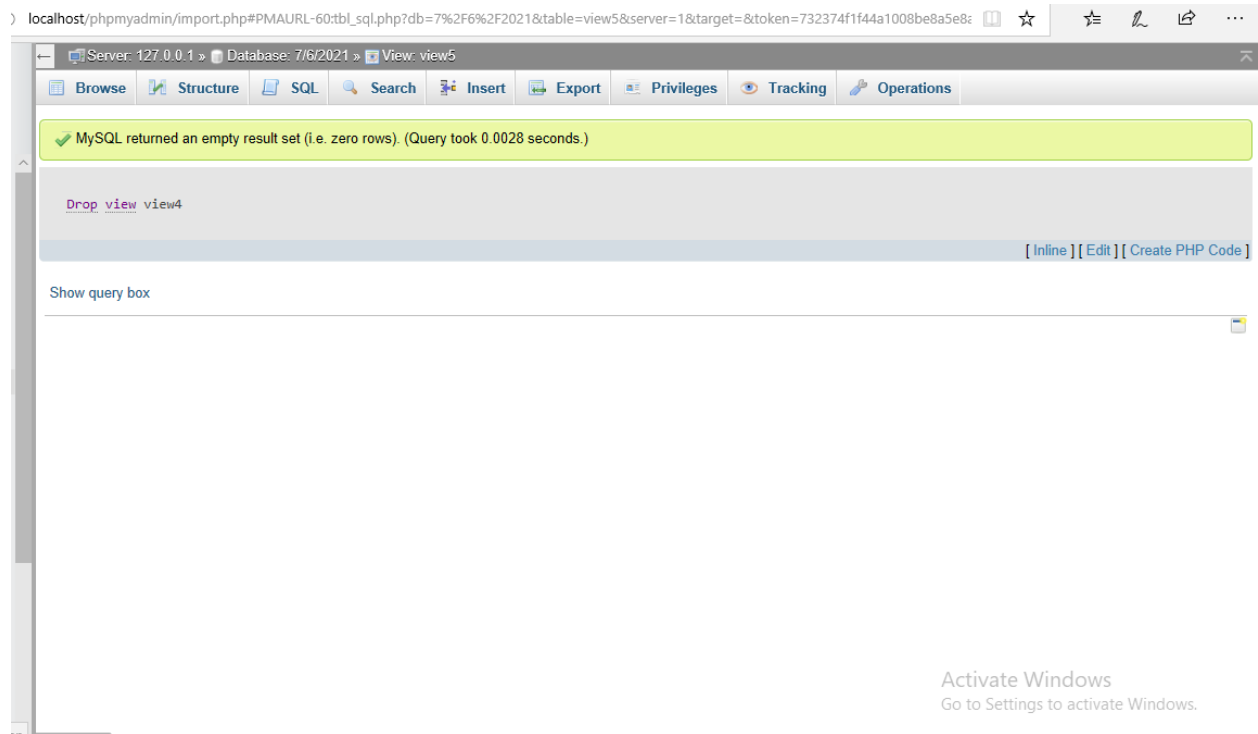 localhost/phpmyadmin/import.php#PMAURL-60:tbl_sql.php?db=7%2F6%2F2021&table=view5&server=1&target=&token=732374f1f44a1008be8a5e8a
Server: 127.0.0.1 » Database: 7/6/2021 » View: view5
Browse Structure SQL Search Insert Export Privileges Tracking Operations
MySQL returned an empty result set (i.e. zero rows). (Query took 0.0028 seconds.)
Drop view view4
[ Inline ] [ Edit ] [ Create PHP Code ]
Show query box
Activate Windows
Go to Settings to activate Windows.